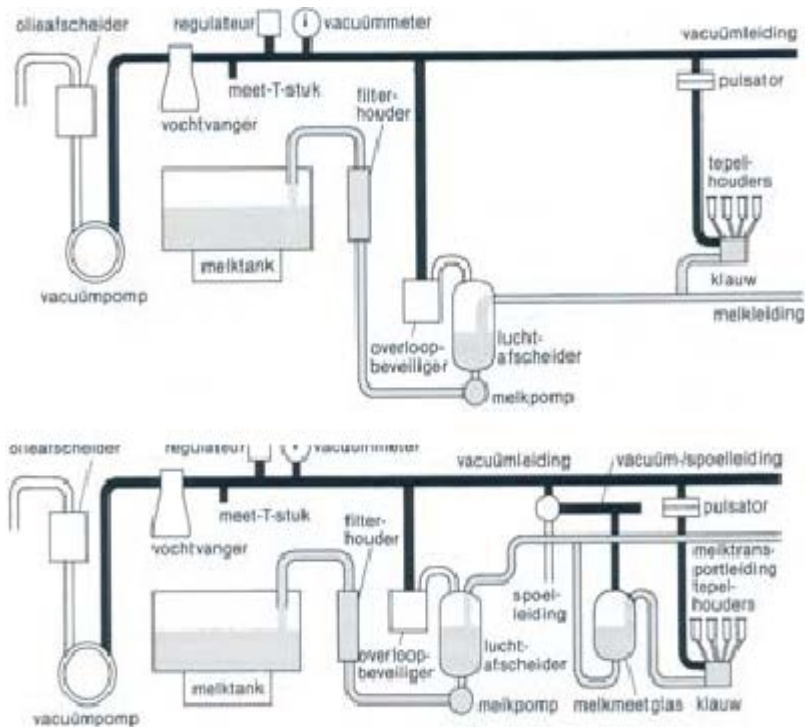 olieafscheider
regulateur
vacuümmeter
vacuümleiding
meet-T-stuk
vochtvanger
filter-
houder
pulsator
tepel-
houders
melktank
vacuümpomp
klauw
melkleiding
overloop-
beveiliger
lucht-
afscheider
melkpomp
olieafscheider
regulateur
vacuümmeter
vacuümleiding
vacuüm-/spoelleiding
meet-T-stuk
vochtvanger
filter-
houder
pulsator
melktrans-
portleiding
tepel-
houders
spoel-
leiding
overloop-
beveiliger
lucht-
afscheider
melktank
melkpomp
melkmeetglas
klauw
vacuümpomp